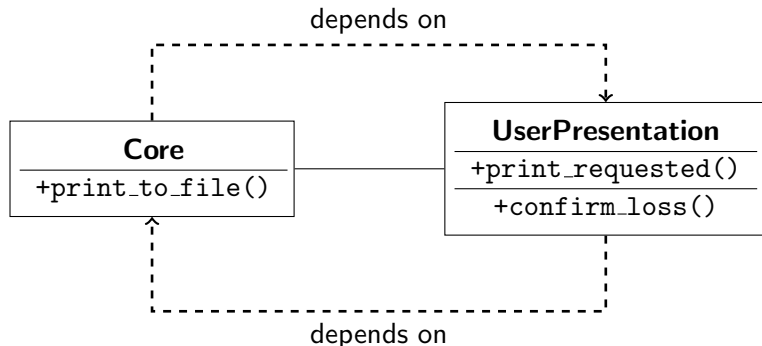 depends on
Core
+print_to_file()
UserPresentation
+print_requested()
+confirm_loss()
depends on